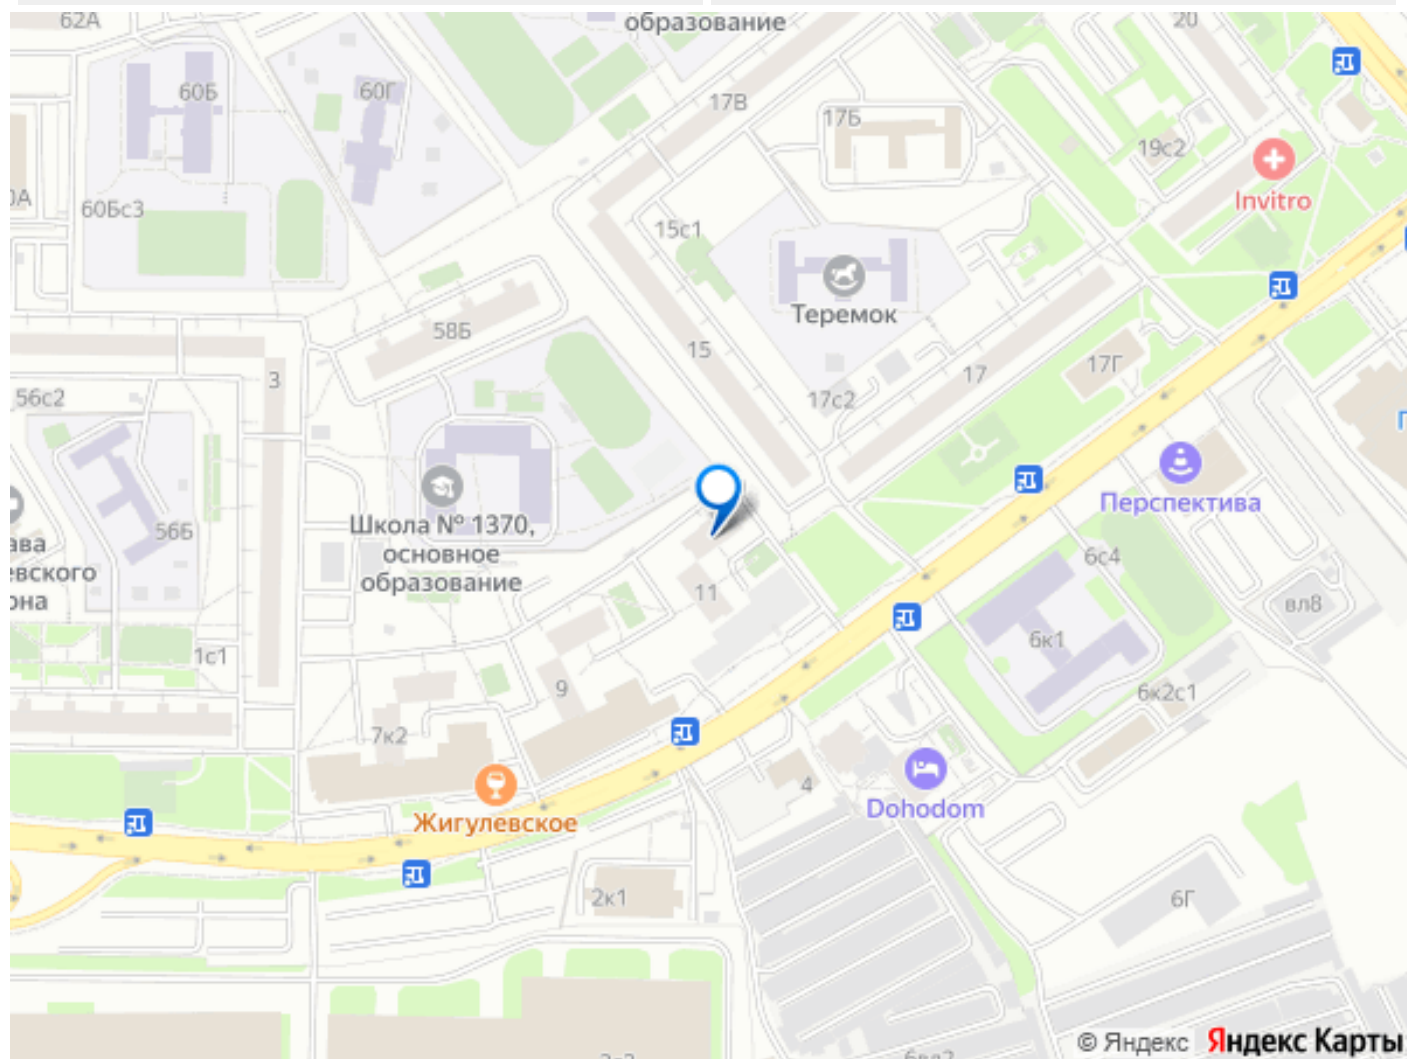 62А
образование
20
60Б
60Г
17В
17Б
19с2
Invitro
60Бс3
15с1
Теремок
58Б
15
17Г
3
17
56с2
17с2
Перспектива
Школа № 1370,
основное
образование
56Б
6с4
11
вл8
6к1
1с1
9
6к2с1
7к2
4
Dohodom
Жигулевское
2к1
6Г
© Яндекс Яндекс Карты